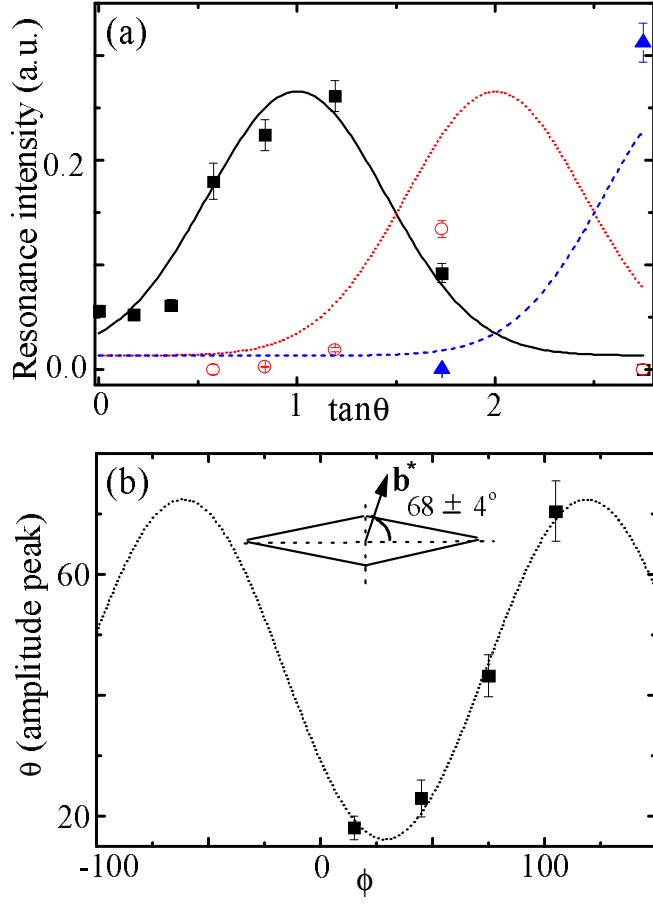 (a)
Resonance intensity (a.u.)
0.2
0.0
0 1 2
tanθ
(b)
b*
68 ± 4°
θ (amplitude peak)
60
20
-100 0 100
ϕ